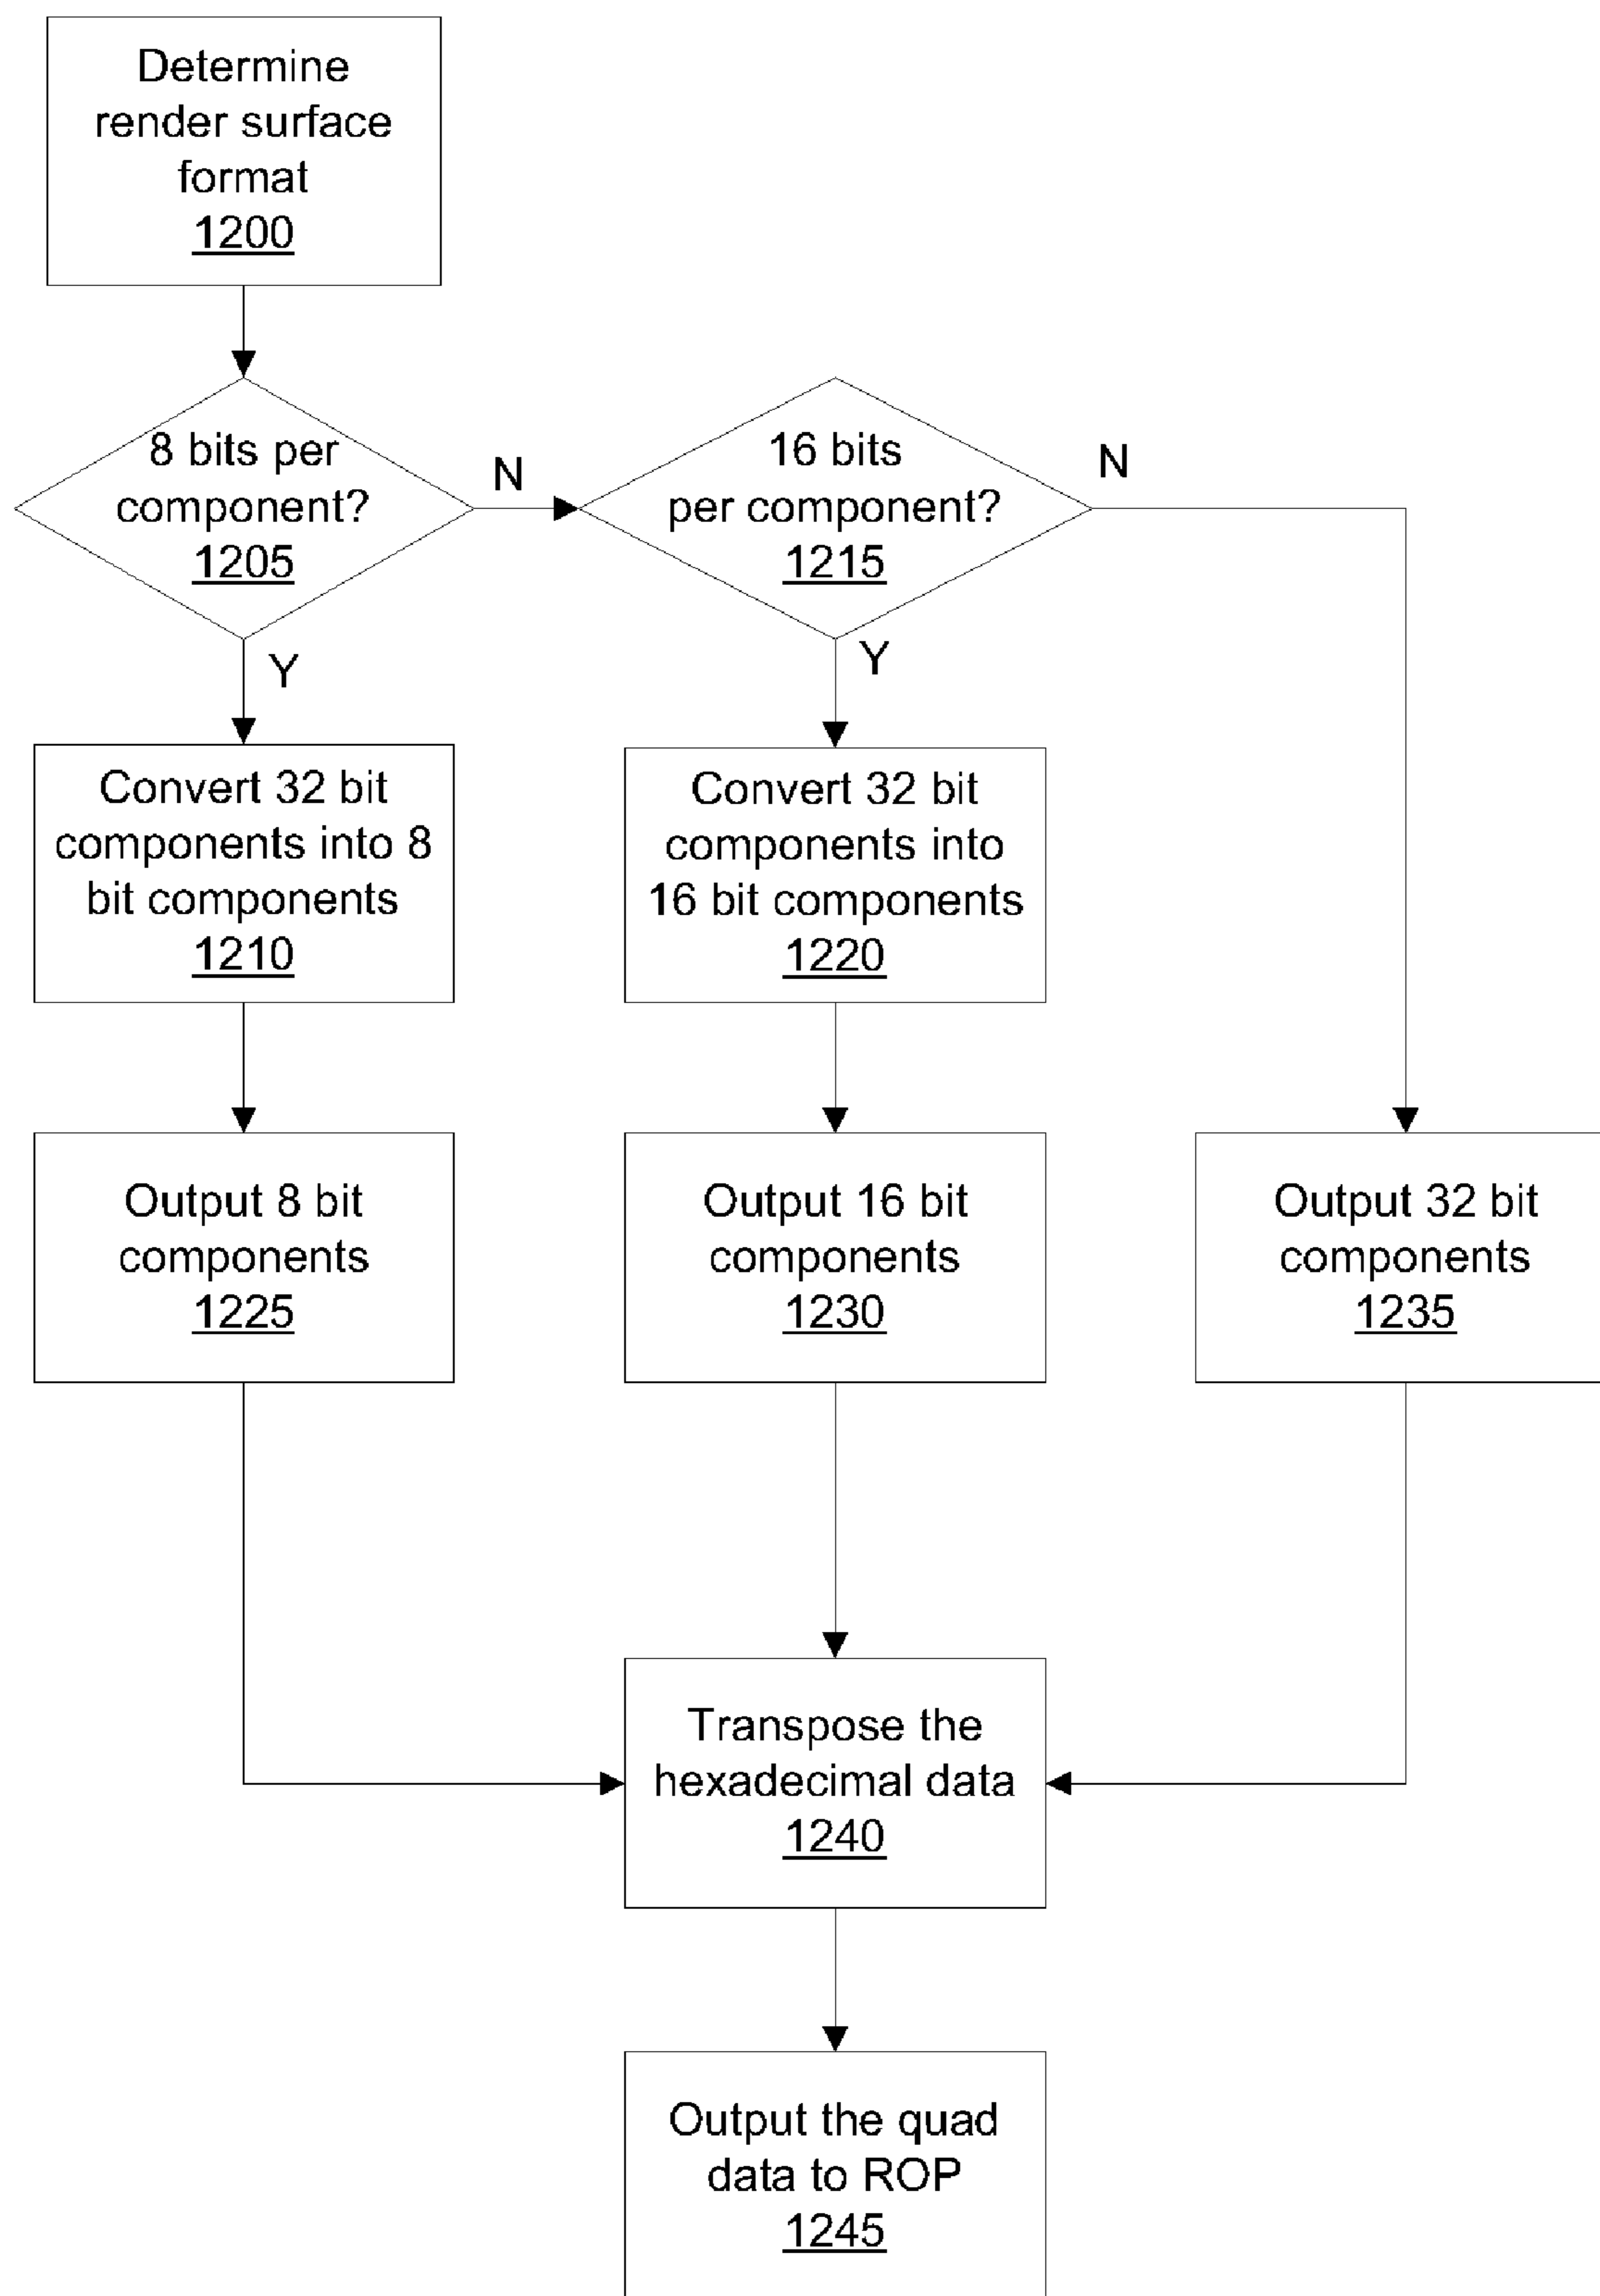 Determine
render surface
format
1200
8 bits per
component?
1205
N
16 bits
per component?
1215
N
Y
Y
Convert 32 bit
components into 8
bit components
1210
Convert 32 bit
components into
16 bit components
1220
Output 8 bit
components
1225
Output 16 bit
components
1230
Output 32 bit
components
1235
Transpose the
hexadecimal data
1240
Output the quad
data to ROP
1245